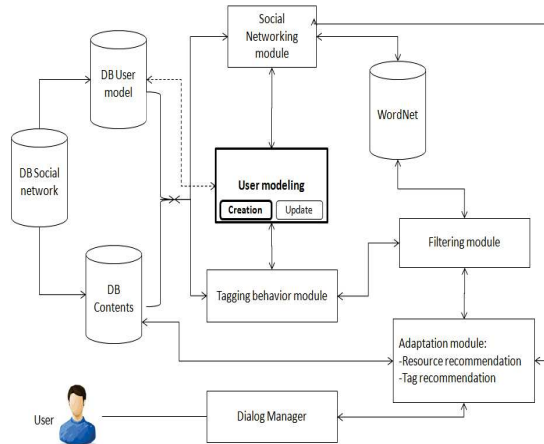 Social
Networking
module
DB User
model
WordNet
DB Social
network
User modeling
Creation
Update
Filtering module
DB
Contents
Tagging behavior module
Adaptation module:
-Resource recommendation
-Tag recommendation
User
Dialog Manager